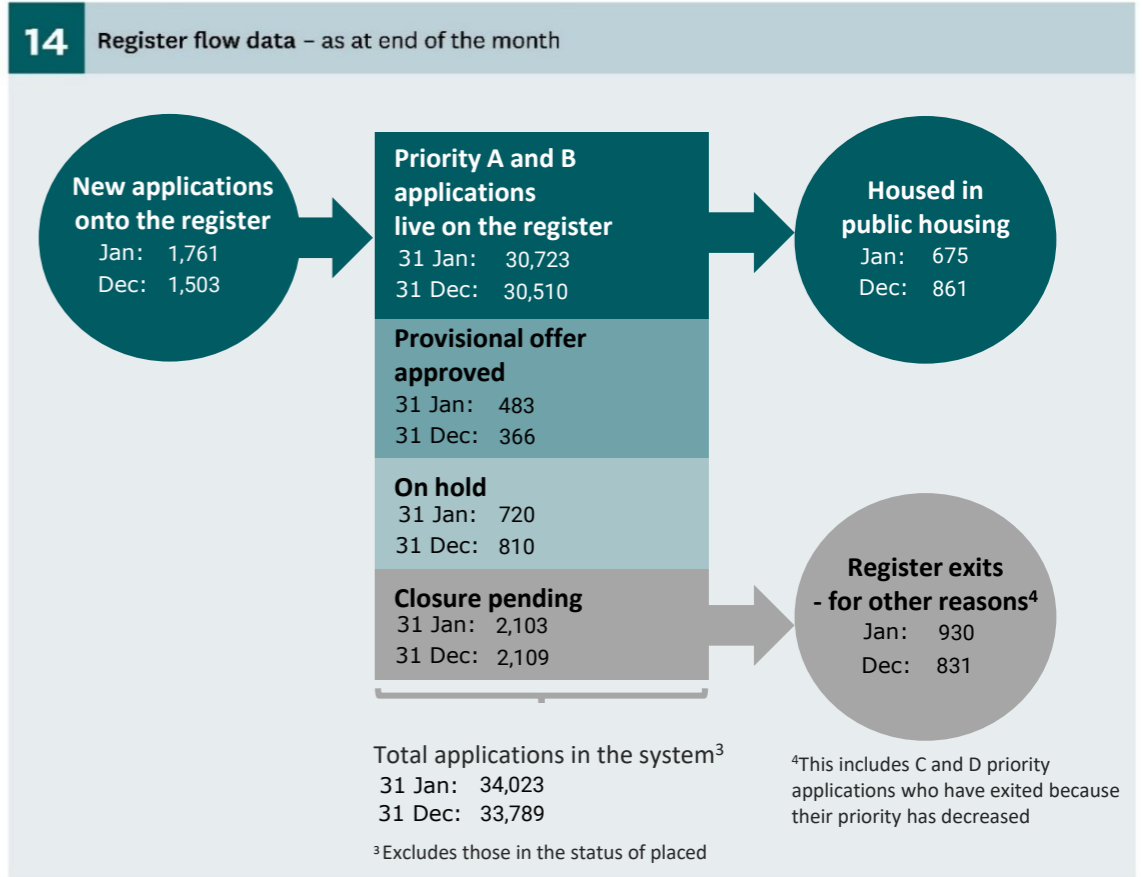 14 Register flow data – as at end of the month
New applications
onto the register
Jan: 1,761
Dec: 1,503
Priority A and B
applications
live on the register
31 Jan: 30,723
31 Dec: 30,510
Housed in
public housing
Jan: 675
Dec: 861
Provisional offer
approved
31 Jan: 483
31 Dec: 366
On hold
31 Jan: 720
31 Dec: 810
Closure pending
31 Jan: 2,103
31 Dec: 2,109
Register exits
- for other reasons⁴
Jan: 930
Dec: 831
Total applications in the system³
31 Jan: 34,023
31 Dec: 33,789
³ Excludes those in the status of placed
⁴This includes C and D priority
applications who have exited because
their priority has decreased